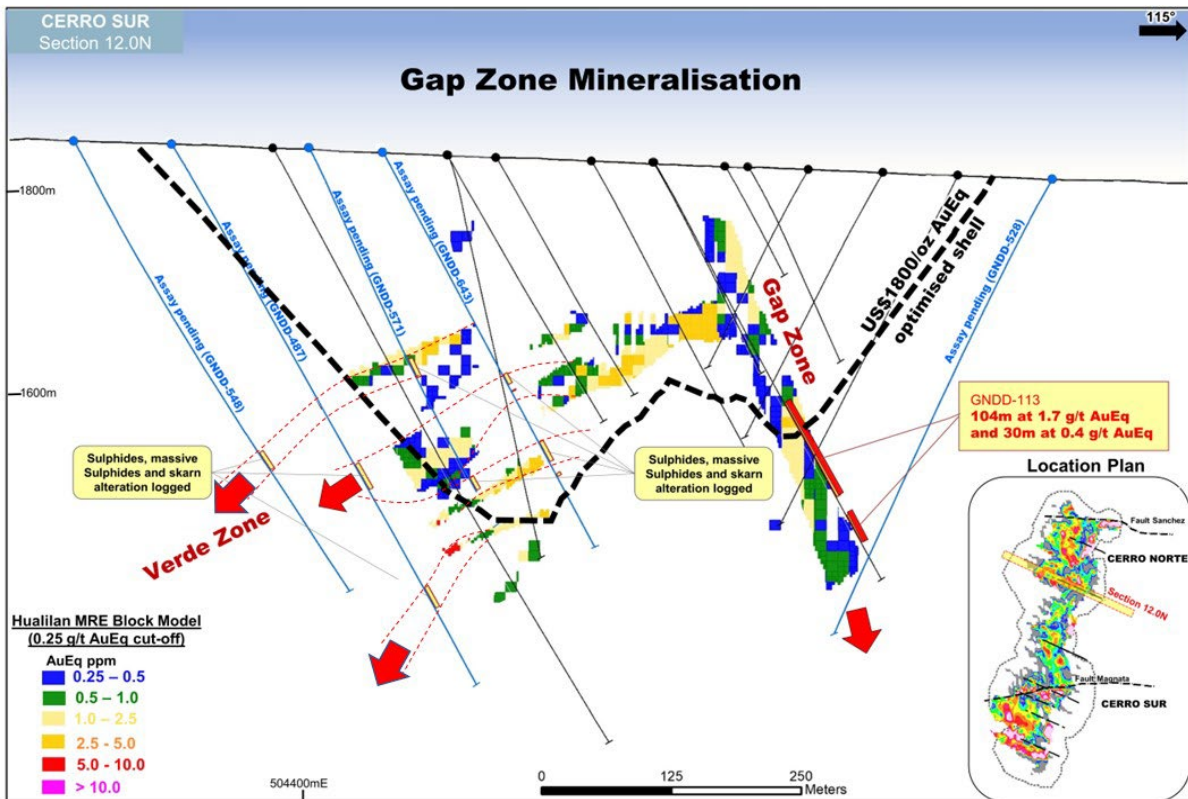 CERRO SUR
Section 12.0N
115°
Gap Zone Mineralisation
1800m
1600m
Assay pending (GNDD-548)
Assay pending (GNDD-487)
Assay pending (GNDD-571)
Assay pending (GNDD-643)
Gap Zone
US$1800/oz AuEq
optimised shell
Assay pending (GNDD-528)
GNDD-113
104m at 1.7 g/t AuEq
and 30m at 0.4 g/t AuEq
Sulphides, massive
Sulphides and skarn
alteration logged
Sulphides, massive
Sulphides and skarn
alteration logged
Verde Zone
Location Plan
Fault Sanchez
CERRO NORTE
Section 12.0N
Fault Magnata
CERRO SUR
Hualilan MRE Block Model
(0.25 g/t AuEq cut-off)
AuEq ppm
0.25 – 0.5
0.5 – 1.0
1.0 – 2.5
2.5 - 5.0
5.0 - 10.0
> 10.0
504400mE
0 125 250
Meters